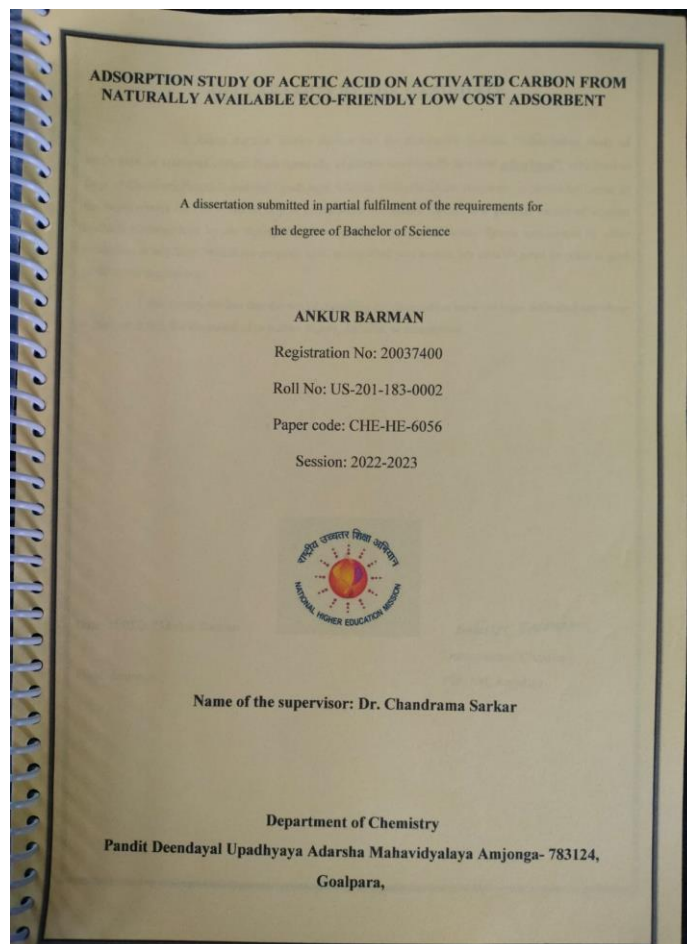 ADSORPTION STUDY OF ACETIC ACID ON ACTIVATED CARBON FROM
NATURALLY AVAILABLE ECO-FRIENDLY LOW COST ADSORBENT
A dissertation submitted in partial fulfilment of the requirements for
the degree of Bachelor of Science
ANKUR BARMAN
Registration No: 20037400
Roll No: US-201-183-0002
Paper code: CHE-HE-6056
Session: 2022-2023
राष्ट्रीय उच्चतर शिक्षा अभियान
NATIONAL HIGHER EDUCATION MISSION
Name of the supervisor: Dr. Chandrama Sarkar
Department of Chemistry
Pandit Deendayal Upadhyaya Adarsha Mahavidyalaya Amjonga- 783124,
Goalpara,